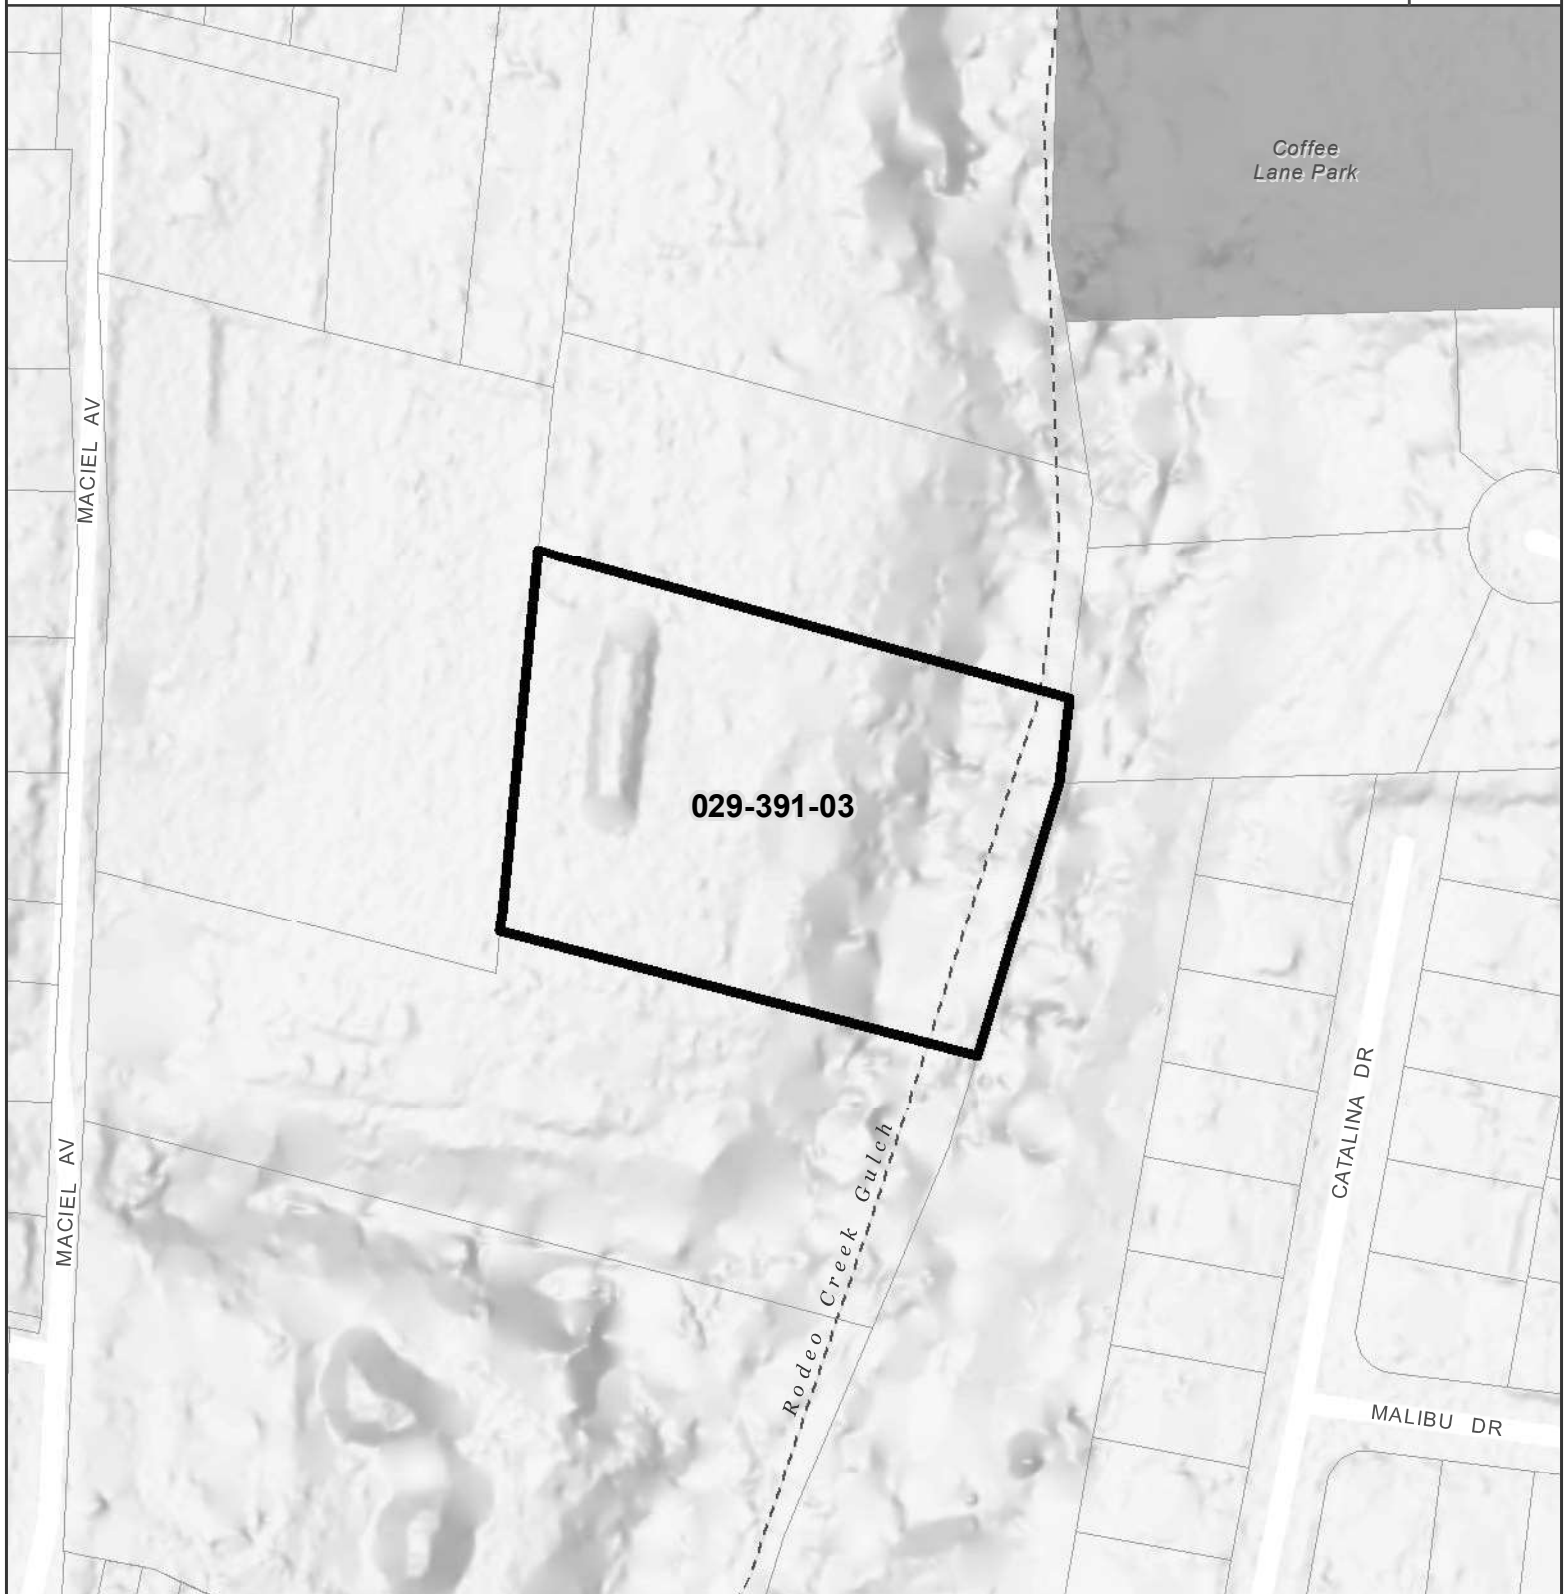 Coffee
Lane Park
MACIEL AV
029-391-03
CATALINA DR
MACIEL AV
Rodeo Creek Gulch
MALIBU DR